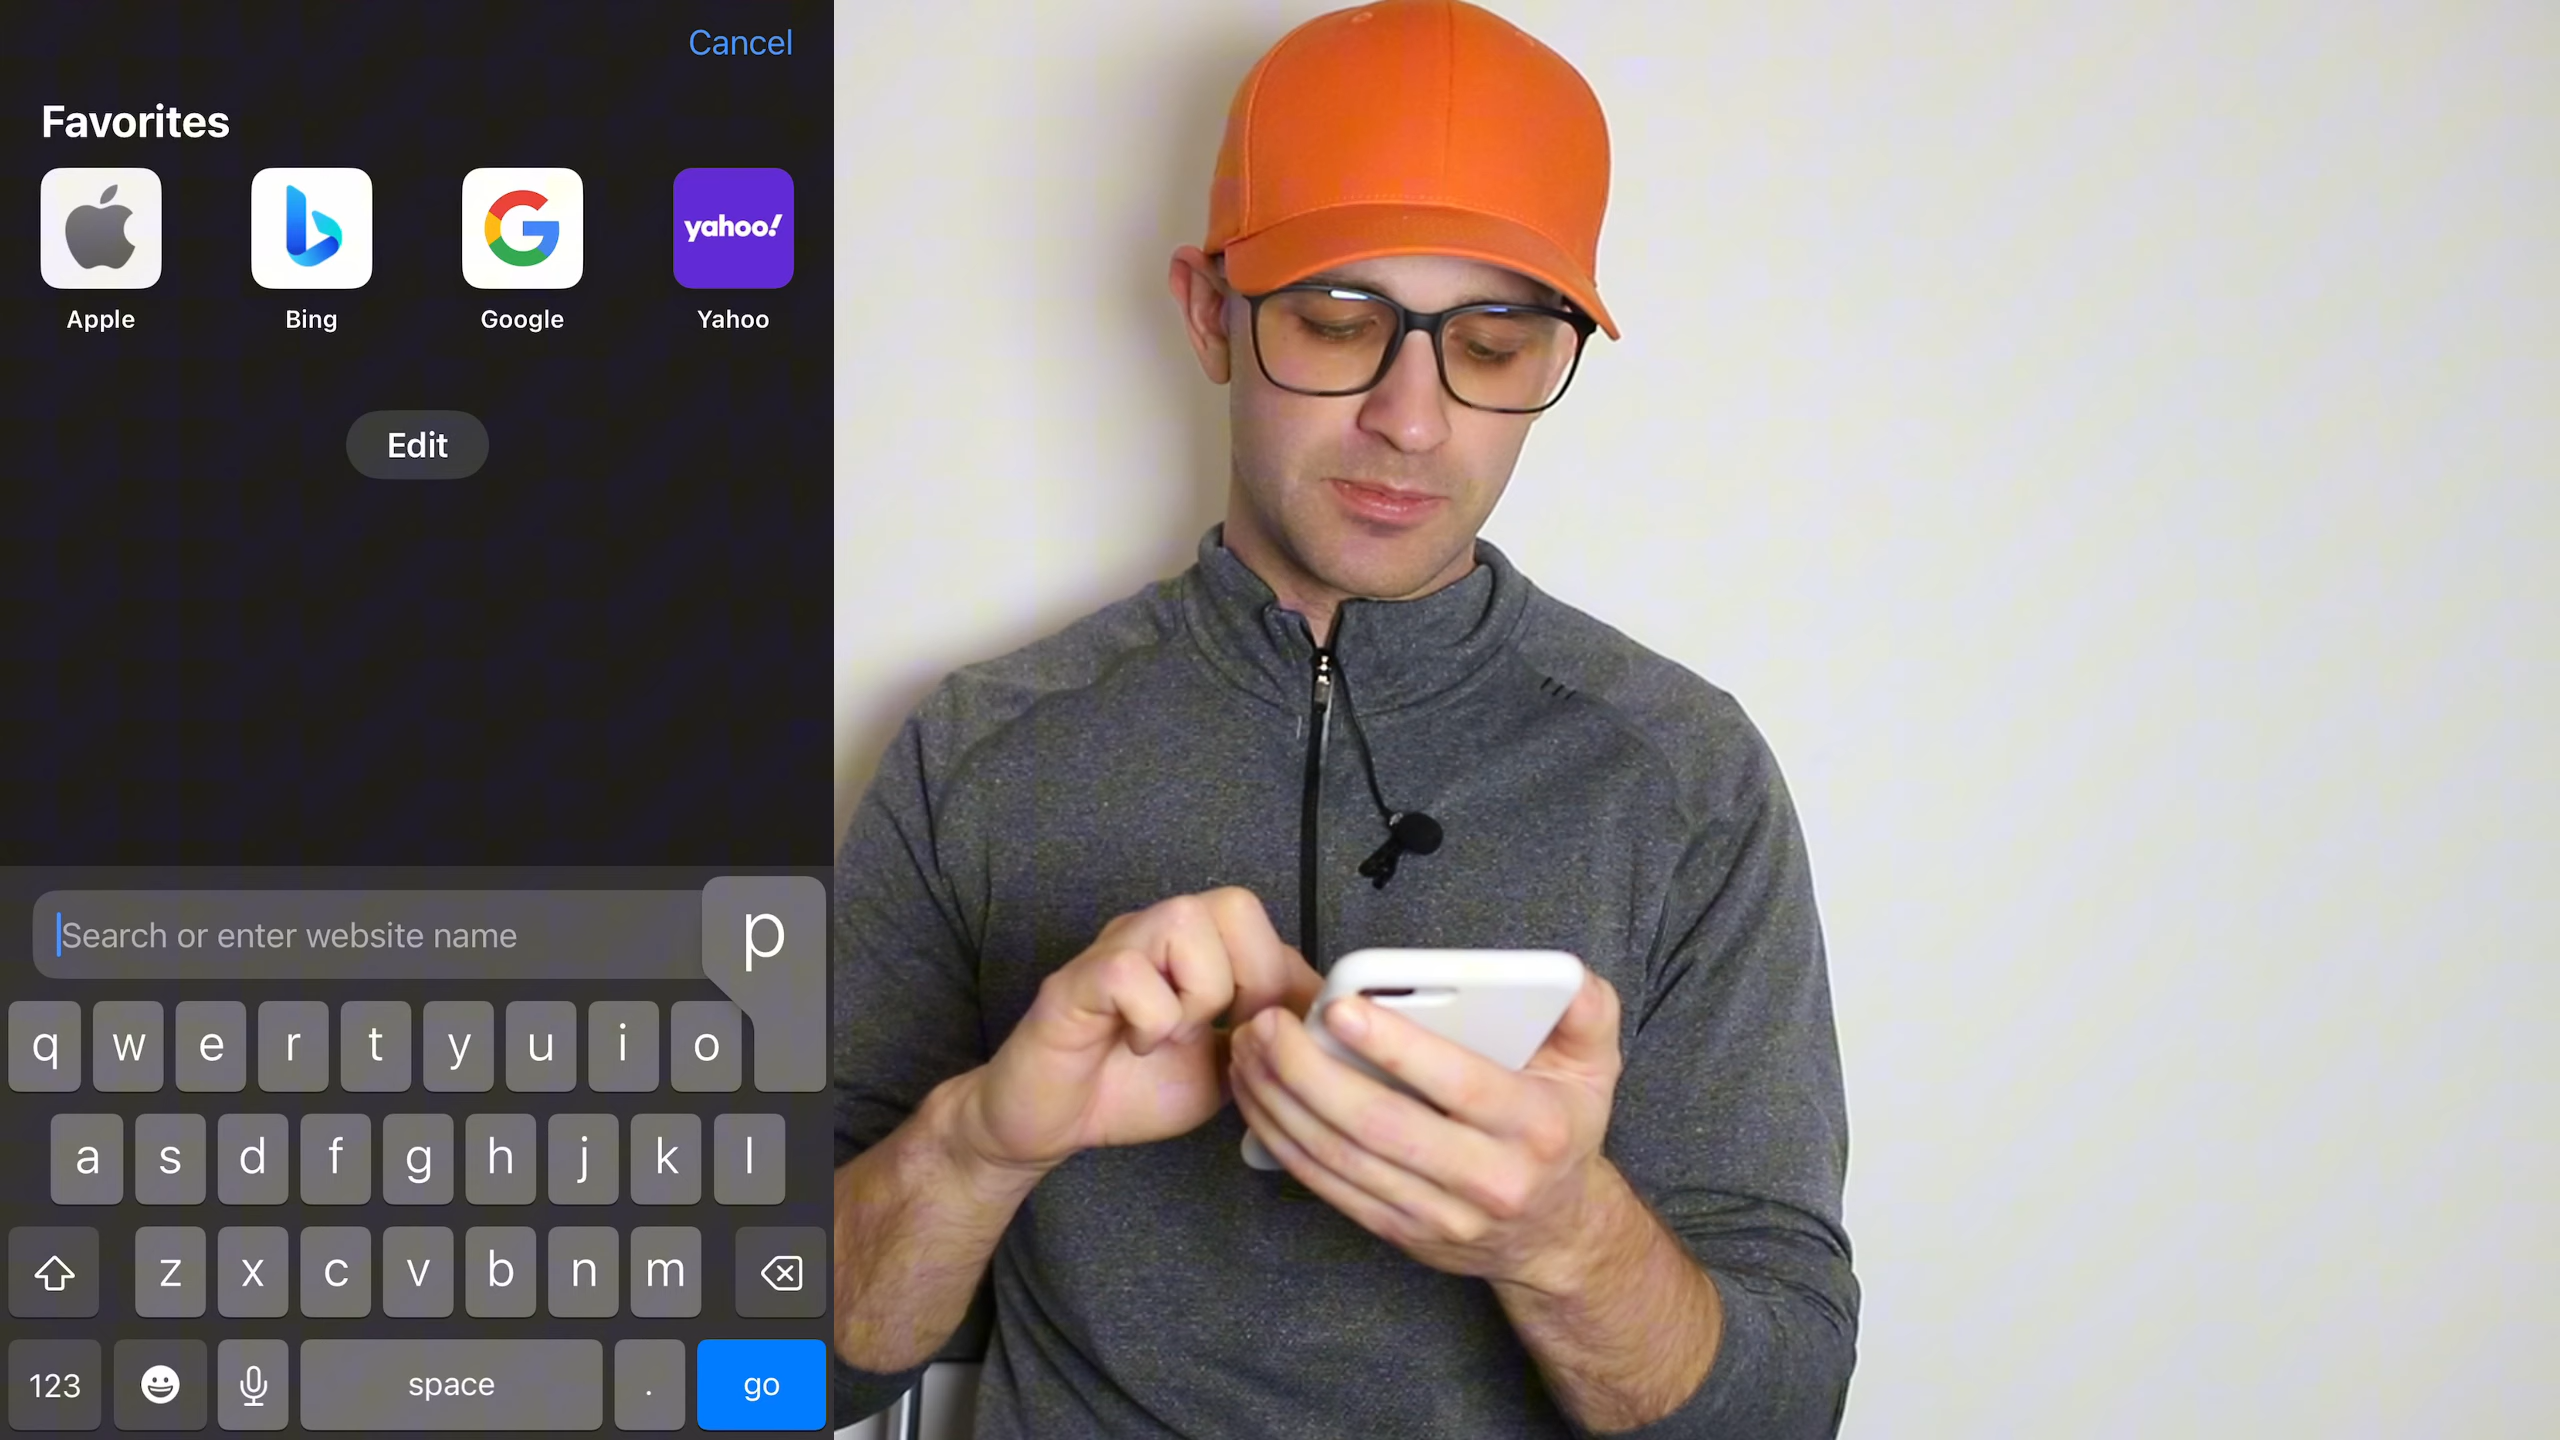 Cancel
Favorites
yahoo!
Apple Bing Google Yahoo
Edit
Search or enter website name
p
q w e r t y u i o
a s d f g h j k l
z x c v b n m
123 space . go